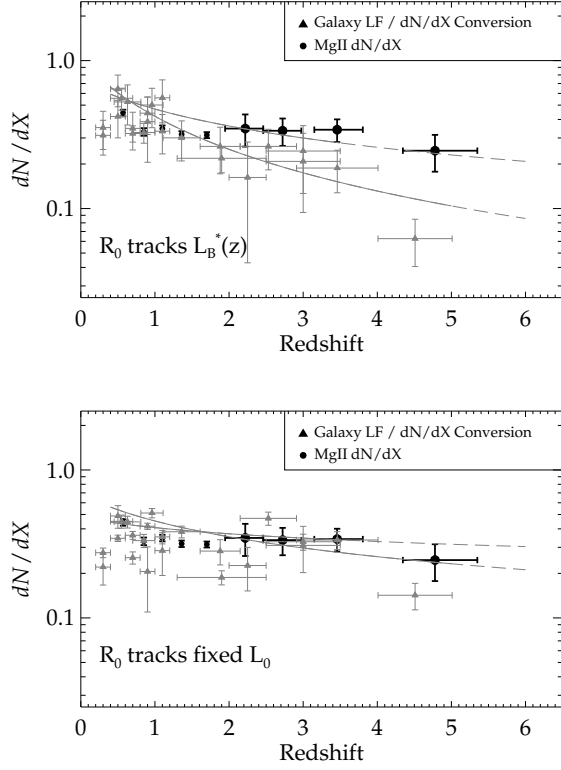 ▲ Galaxy LF / dN/dX Conversion
● MgII dN/dX
1.0
dN/dX
0.1
R₀ tracks L_B^*(z)
0 1 2 3 4 5 6
Redshift
▲ Galaxy LF / dN/dX Conversion
● MgII dN/dX
1.0
dN/dX
0.1
R₀ tracks fixed L₀
0 1 2 3 4 5 6
Redshift